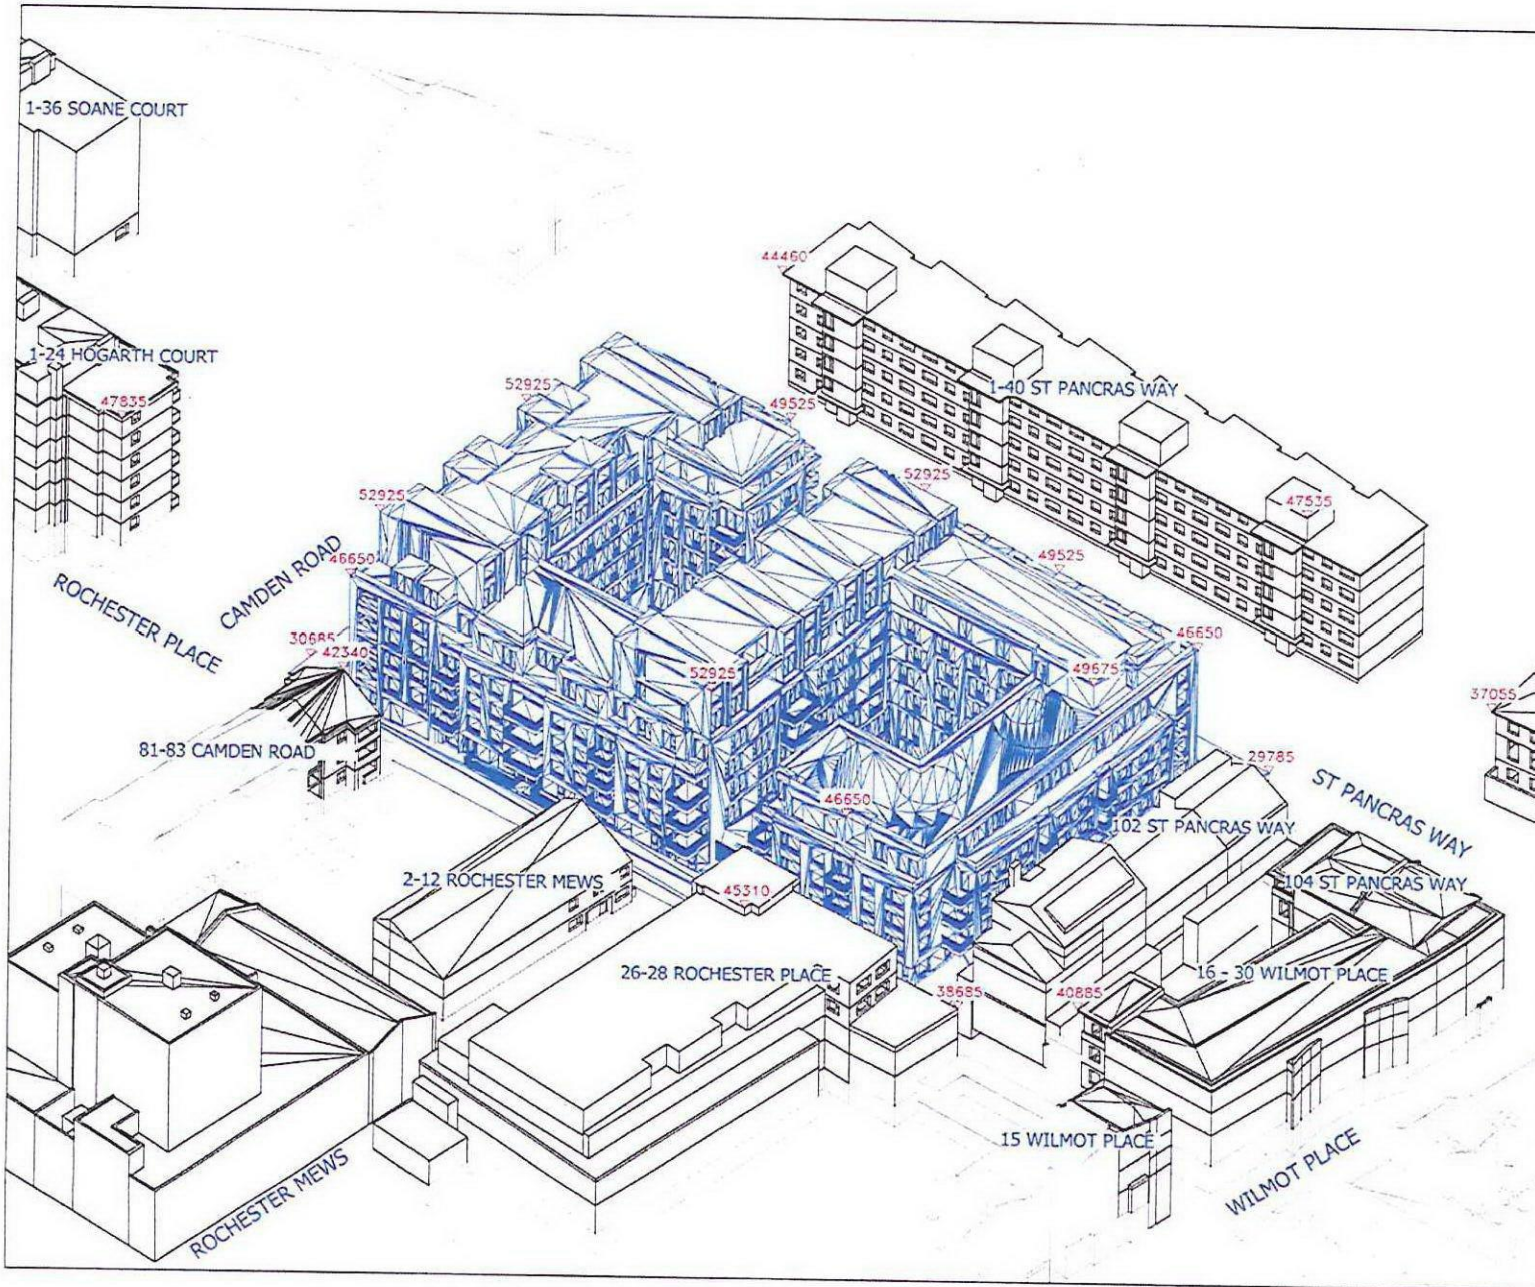 1-36 SOANE COURT
44460
1-24 HOGARTH COURT
47835
52925
49525
1-40 ST PANCRAS WAY
52925
52925
47535
CAMDEN ROAD
46650
49525
ROCHESTER PLACE
30685
42340
46650
52925
49675
37055
81-83 CAMDEN ROAD
29785
ST PANCRAS WAY
46650
102 ST PANCRAS WAY
2-12 ROCHESTER MEWS
45310
104 ST PANCRAS WAY
26-28 ROCHESTER PLACE
16 - 30 WILMOT PLACE
38685
40885
15 WILMOT PLACE
ROCHESTER MEWS
WILMOT PLACE